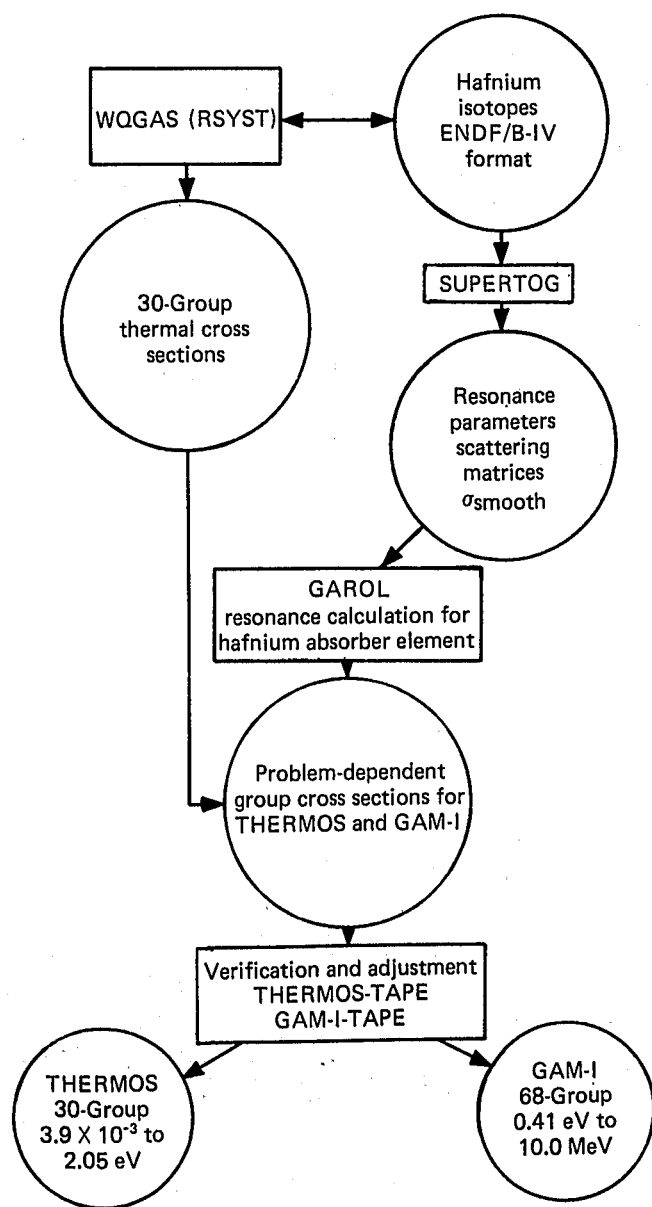 WQGAS (RSYST)
Hafnium
isotopes
ENDF/B-IV
format
SUPERTOG
30-Group
thermal cross
sections
Resonance
parameters
scattering
matrices
σsmooth
GAROL
resonance calculation for
hafnium absorber element
Problem-dependent
group cross sections for
THERMOS and GAM-I
Verification and adjustment
THERMOS-TAPE
GAM-I-TAPE
THERMOS
30-Group
3.9 X 10⁻³ to
2.05 eV
GAM-I
68-Group
0.41 eV to
10.0 MeV